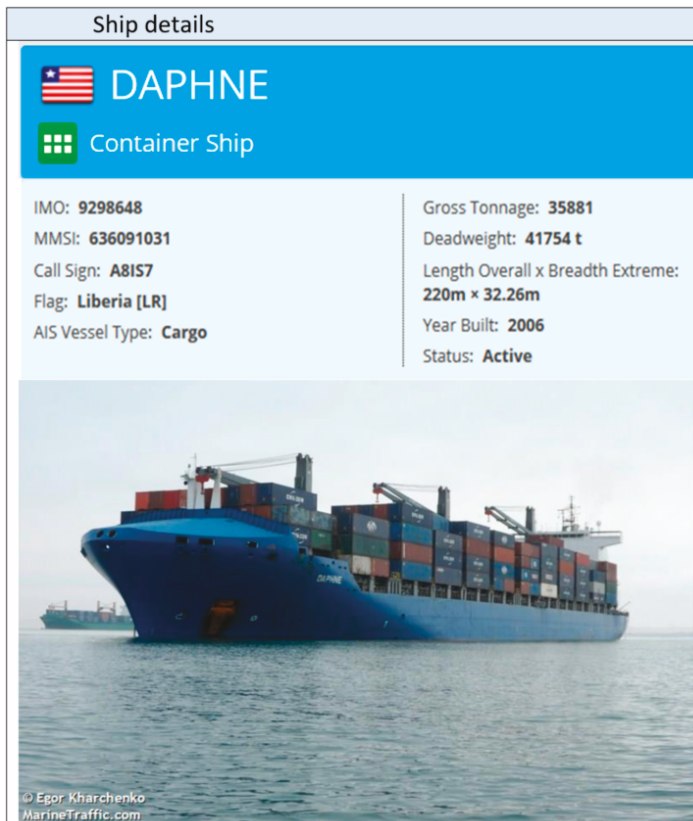 Ship details
DAPHNE
Container Ship
IMO: 9298648
MMSI: 636091031
Call Sign: A8IS7
Flag: Liberia [LR]
AIS Vessel Type: Cargo
Gross Tonnage: 35881
Deadweight: 41754 t
Length Overall x Breadth Extreme:
220m × 32.26m
Year Built: 2006
Status: Active
DAPHNE
© Egor Kharchenko
MarineTraffic.com